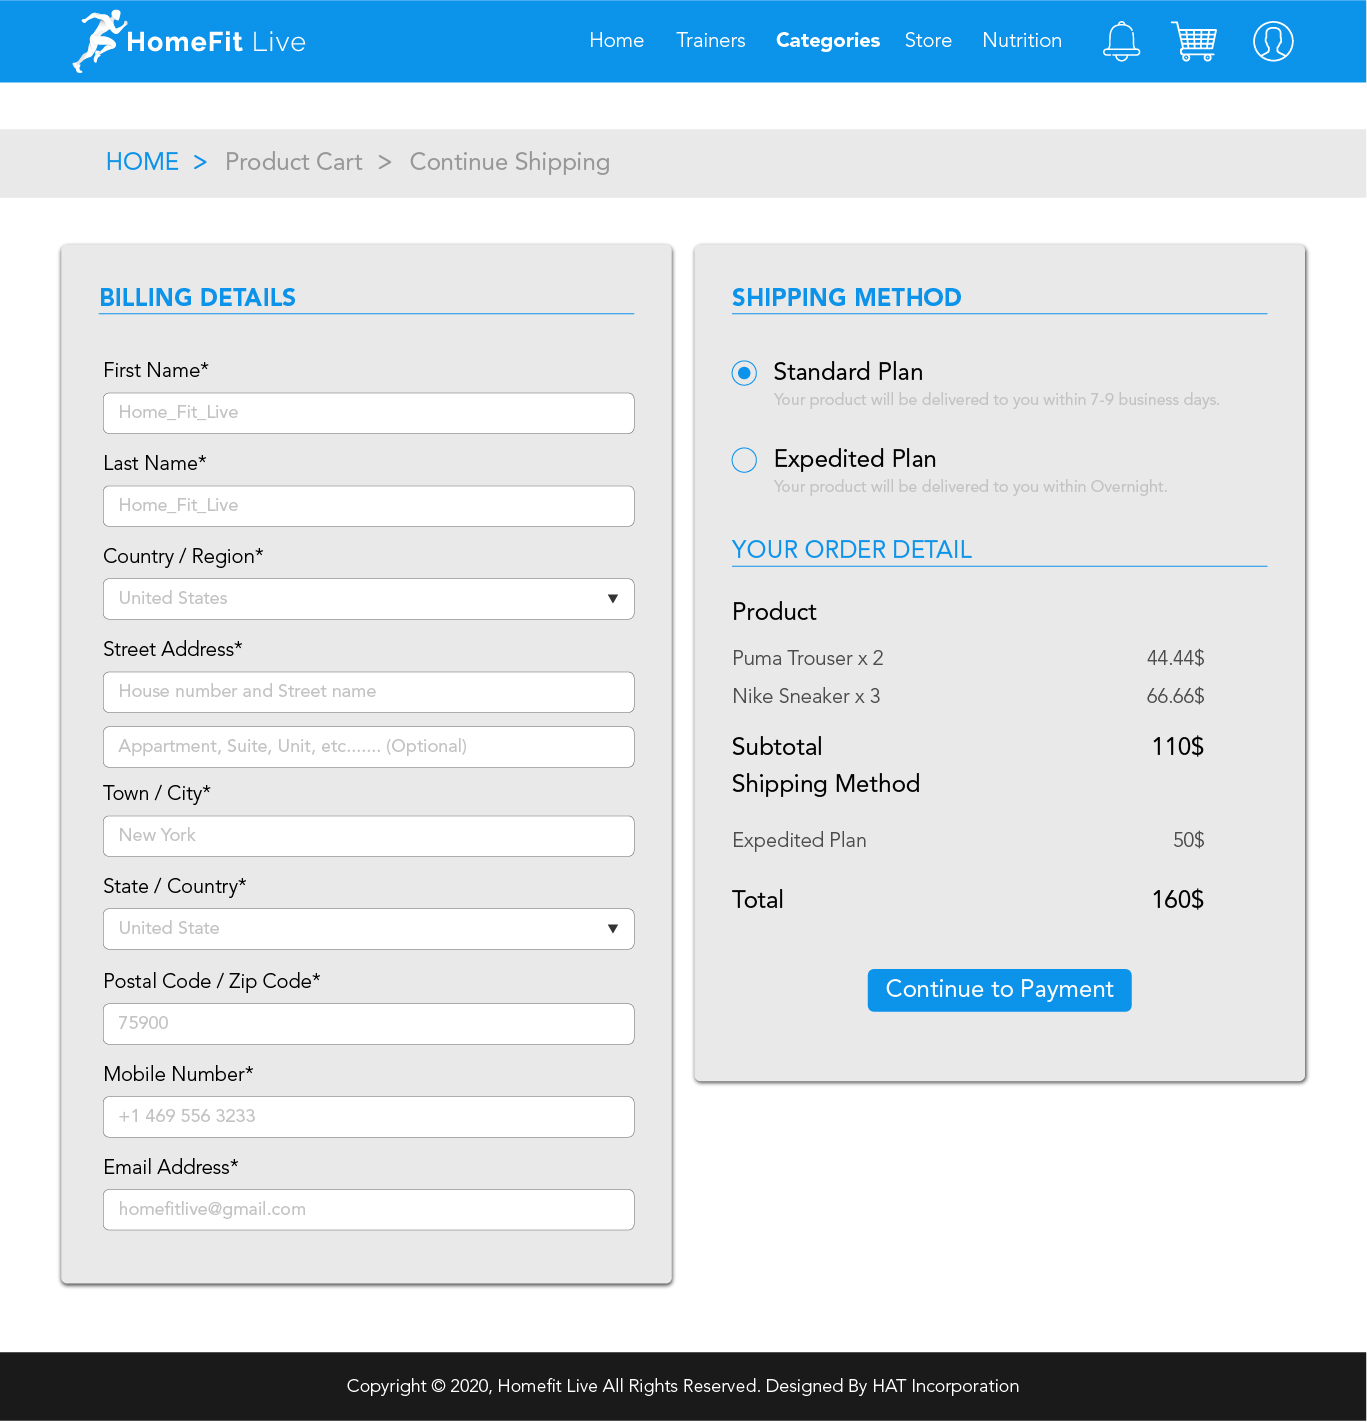 HomeFit Live
Home Trainers Categories Store Nutrition
HOME > Product Cart > Continue Shipping
BILLING DETAILS
First Name*
Home_Fit_Live
Last Name*
Home_Fit_Live
Country / Region*
United States
Street Address*
House number and Street name
Appartment, Suite, Unit, etc....... (Optional)
Town / City*
New York
State / Country*
United State
Postal Code / Zip Code*
75900
Mobile Number*
+1 469 556 3233
Email Address*
homefitlive@gmail.com
SHIPPING METHOD
Standard Plan
Your product will be delivered to you within 7-9 business days.
Expedited Plan
Your product will be delivered to you within Overnight.
YOUR ORDER DETAIL
Product
Puma Trouser x 2 44.44$
Nike Sneaker x 3 66.66$
Subtotal 110$
Shipping Method
Expedited Plan 50$
Total 160$
Continue to Payment
Copyright © 2020, Homefit Live All Rights Reserved. Designed By HAT Incorporation